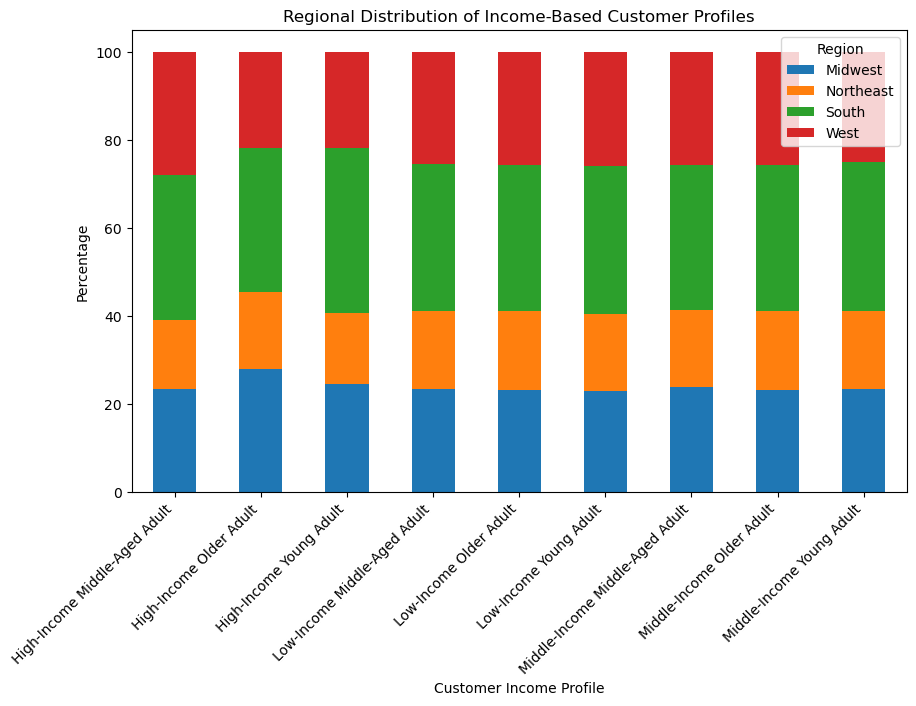 Regional Distribution of Income-Based Customer Profiles
Region
Midwest
Northeast
South
West
100
80
60
40
20
0
Percentage
High-Income Middle-Aged Adult
High-Income Older Adult
High-Income Young Adult
Low-Income Middle-Aged Adult
Low-Income Older Adult
Low-Income Young Adult
Middle-Income Middle-Aged Adult
Middle-Income Older Adult
Middle-Income Young Adult
Customer Income Profile